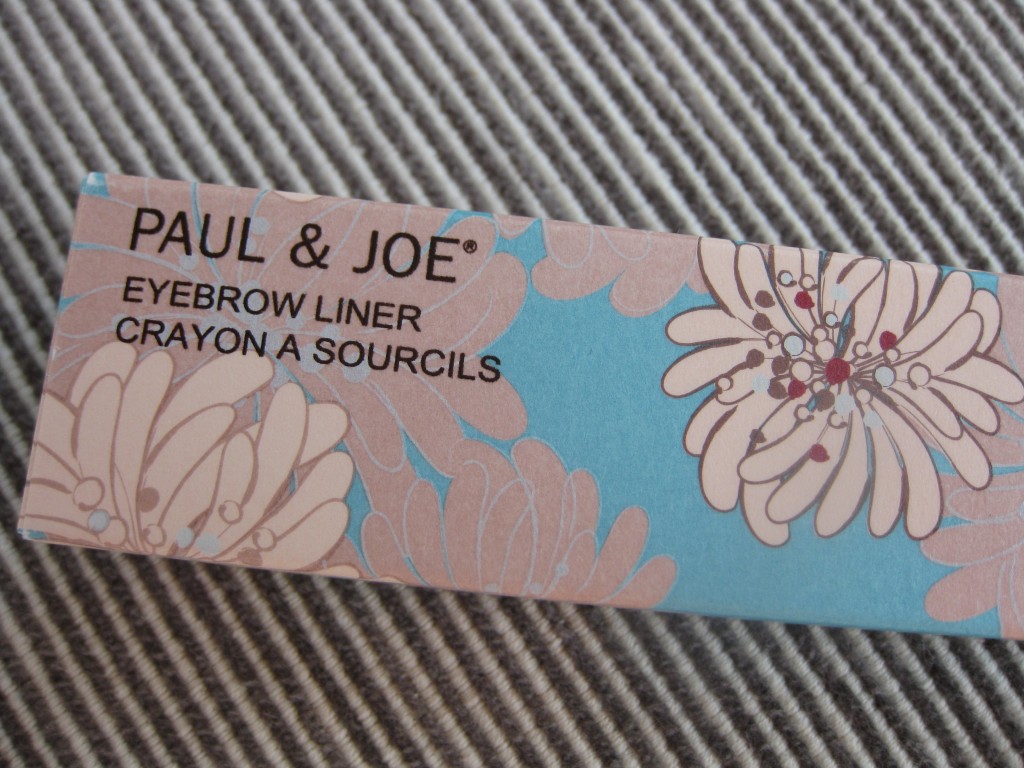 PAUL & JOE®
EYEBROW LINER
CRAYON A SOURCILS